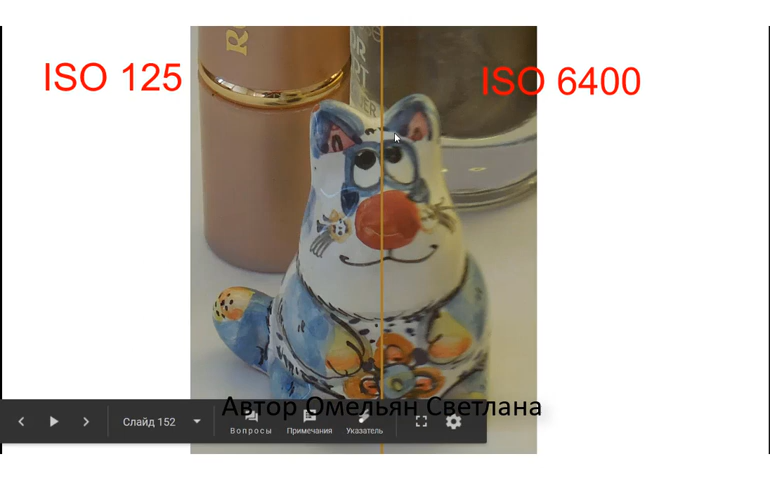 ISO 125
ISO 6400
Автор Омельян Светлана
Слайд 152
Вопросы
Примечания
Указатель